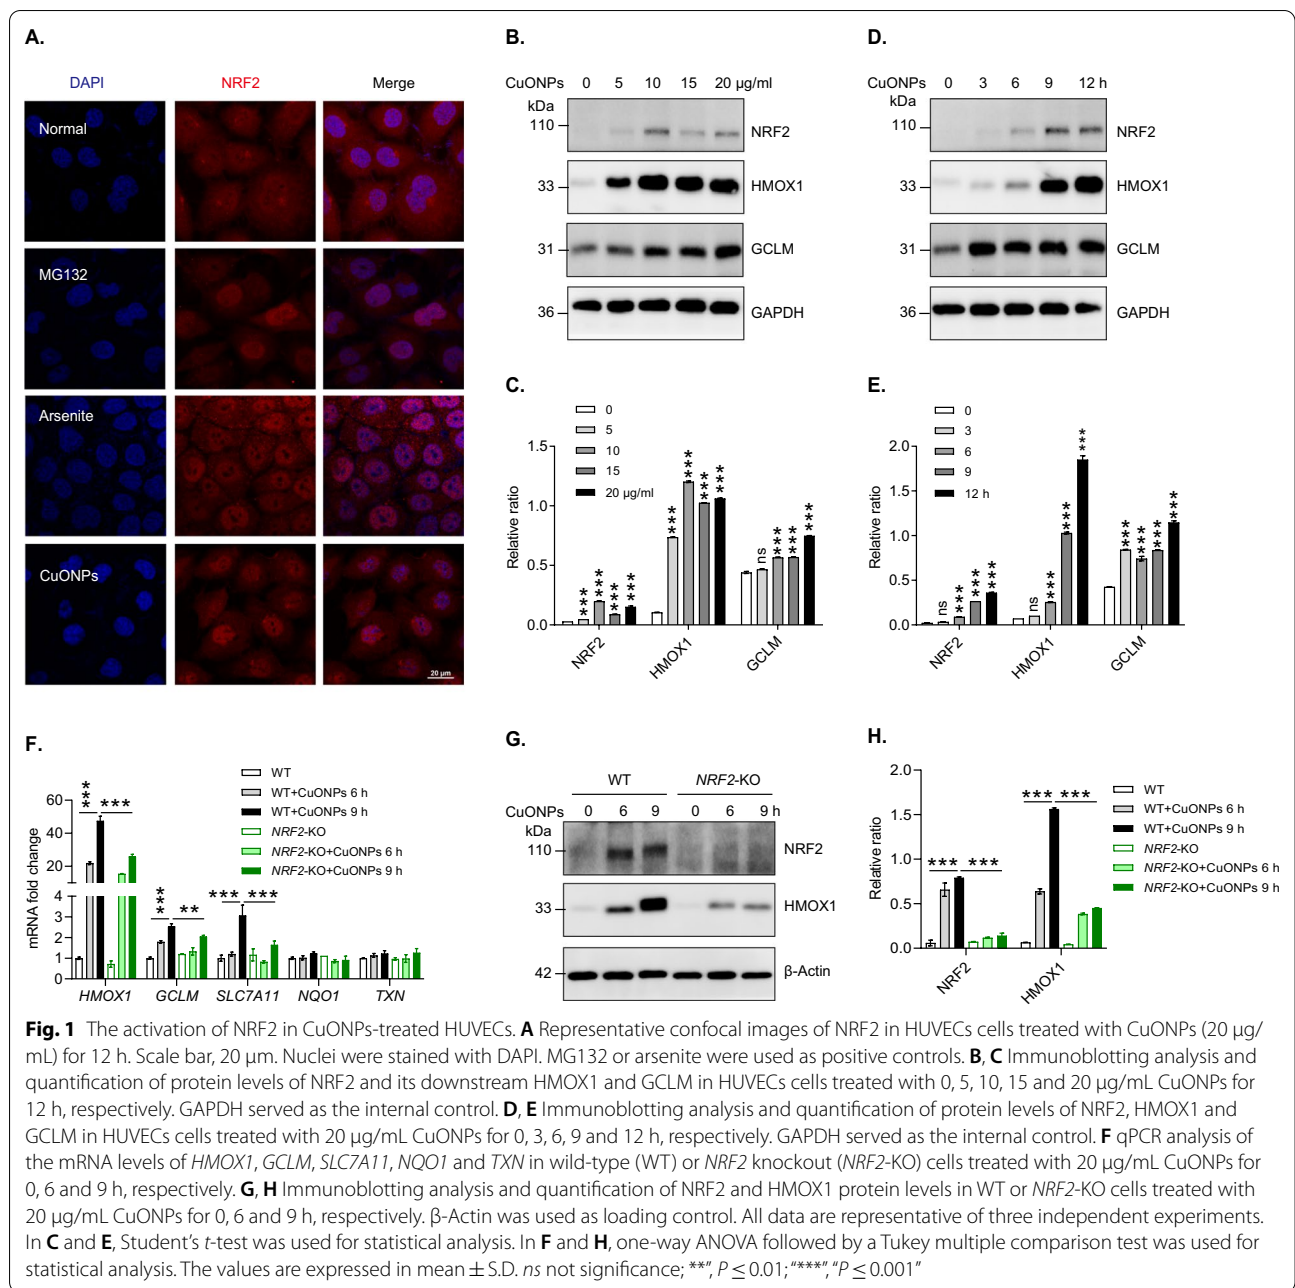 A.
DAPI NRF2 Merge
Normal
MG132
Arsenite
CuONPs
20 µm
B.
CuONPs 0 5 10 15 20 µg/ml
kDa
110 NRF2
33 HMOX1
31 GCLM
36 GAPDH
C.
0
5
10
15
20 µg/ml
Relative ratio
1.5
1.0
0.5
0.0
*** *** *** ***
*** *** *** ***
ns *** *** ***
NRF2 HMOX1 GCLM
D.
CuONPs 0 3 6 9 12 h
kDa
110 NRF2
33 HMOX1
31 GCLM
36 GAPDH
E.
0
3
6
9
12 h
Relative ratio
2.0
1.5
1.0
0.5
0.0
ns *** *** ***
ns *** *** ***
*** *** *** ***
NRF2 HMOX1 GCLM
F.
WT
WT+CuONPs 6 h
WT+CuONPs 9 h
NRF2-KO
NRF2-KO+CuONPs 6 h
NRF2-KO+CuONPs 9 h
mRNA fold change
60
40
20
4
3
2
1
0
*** ***
*** **
*** ***
HMOX1 GCLM SLC7A11 NQO1 TXN
G.
WT NRF2-KO
CuONPs 0 6 9 0 6 9 h
kDa
110 NRF2
33 HMOX1
42 β-Actin
H.
Relative ratio
2.0
1.5
1.0
0.5
0.0
*** ***
*** ***
NRF2 HMOX1
WT
WT+CuONPs 6 h
WT+CuONPs 9 h
NRF2-KO
NRF2-KO+CuONPs 6 h
NRF2-KO+CuONPs 9 h
Fig. 1 The activation of NRF2 in CuONPs-treated HUVECs. A Representative confocal images of NRF2 in HUVECs cells treated with CuONPs (20 µg/
mL) for 12 h. Scale bar, 20 µm. Nuclei were stained with DAPI. MG132 or arsenite were used as positive controls. B, C Immunoblotting analysis and
quantification of protein levels of NRF2 and its downstream HMOX1 and GCLM in HUVECs cells treated with 0, 5, 10, 15 and 20 µg/mL CuONPs for
12 h, respectively. GAPDH served as the internal control. D, E Immunoblotting analysis and quantification of protein levels of NRF2, HMOX1 and
GCLM in HUVECs cells treated with 20 µg/mL CuONPs for 0, 3, 6, 9 and 12 h, respectively. GAPDH served as the internal control. F qPCR analysis of
the mRNA levels of HMOX1, GCLM, SLC7A11, NQO1 and TXN in wild-type (WT) or NRF2 knockout (NRF2-KO) cells treated with 20 µg/mL CuONPs for
0, 6 and 9 h, respectively. G, H Immunoblotting analysis and quantification of NRF2 and HMOX1 protein levels in WT or NRF2-KO cells treated with
20 µg/mL CuONPs for 0, 6 and 9 h, respectively. β-Actin was used as loading control. All data are representative of three independent experiments.
In C and E, Student's t-test was used for statistical analysis. In F and H, one-way ANOVA followed by a Tukey multiple comparison test was used for
statistical analysis. The values are expressed in mean ± S.D. ns not significance; **", P ≤ 0.01; "***", "P ≤ 0.001"